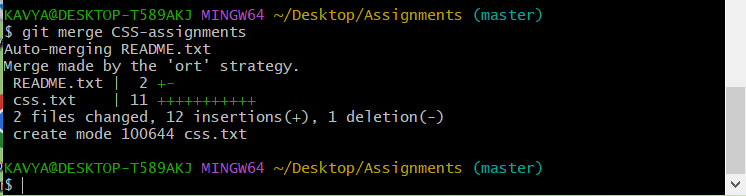 KAVYA@DESKTOP-T589AKJ MINGW64 ~/Desktop/Assignments (master)
$ git merge CSS-assignments
Auto-merging README.txt
Merge made by the 'ort' strategy.
 README.txt |  2 +-
 css.txt    | 11 +++++++++++
 2 files changed, 12 insertions(+), 1 deletion(-)
 create mode 100644 css.txt
KAVYA@DESKTOP-T589AKJ MINGW64 ~/Desktop/Assignments (master)
$